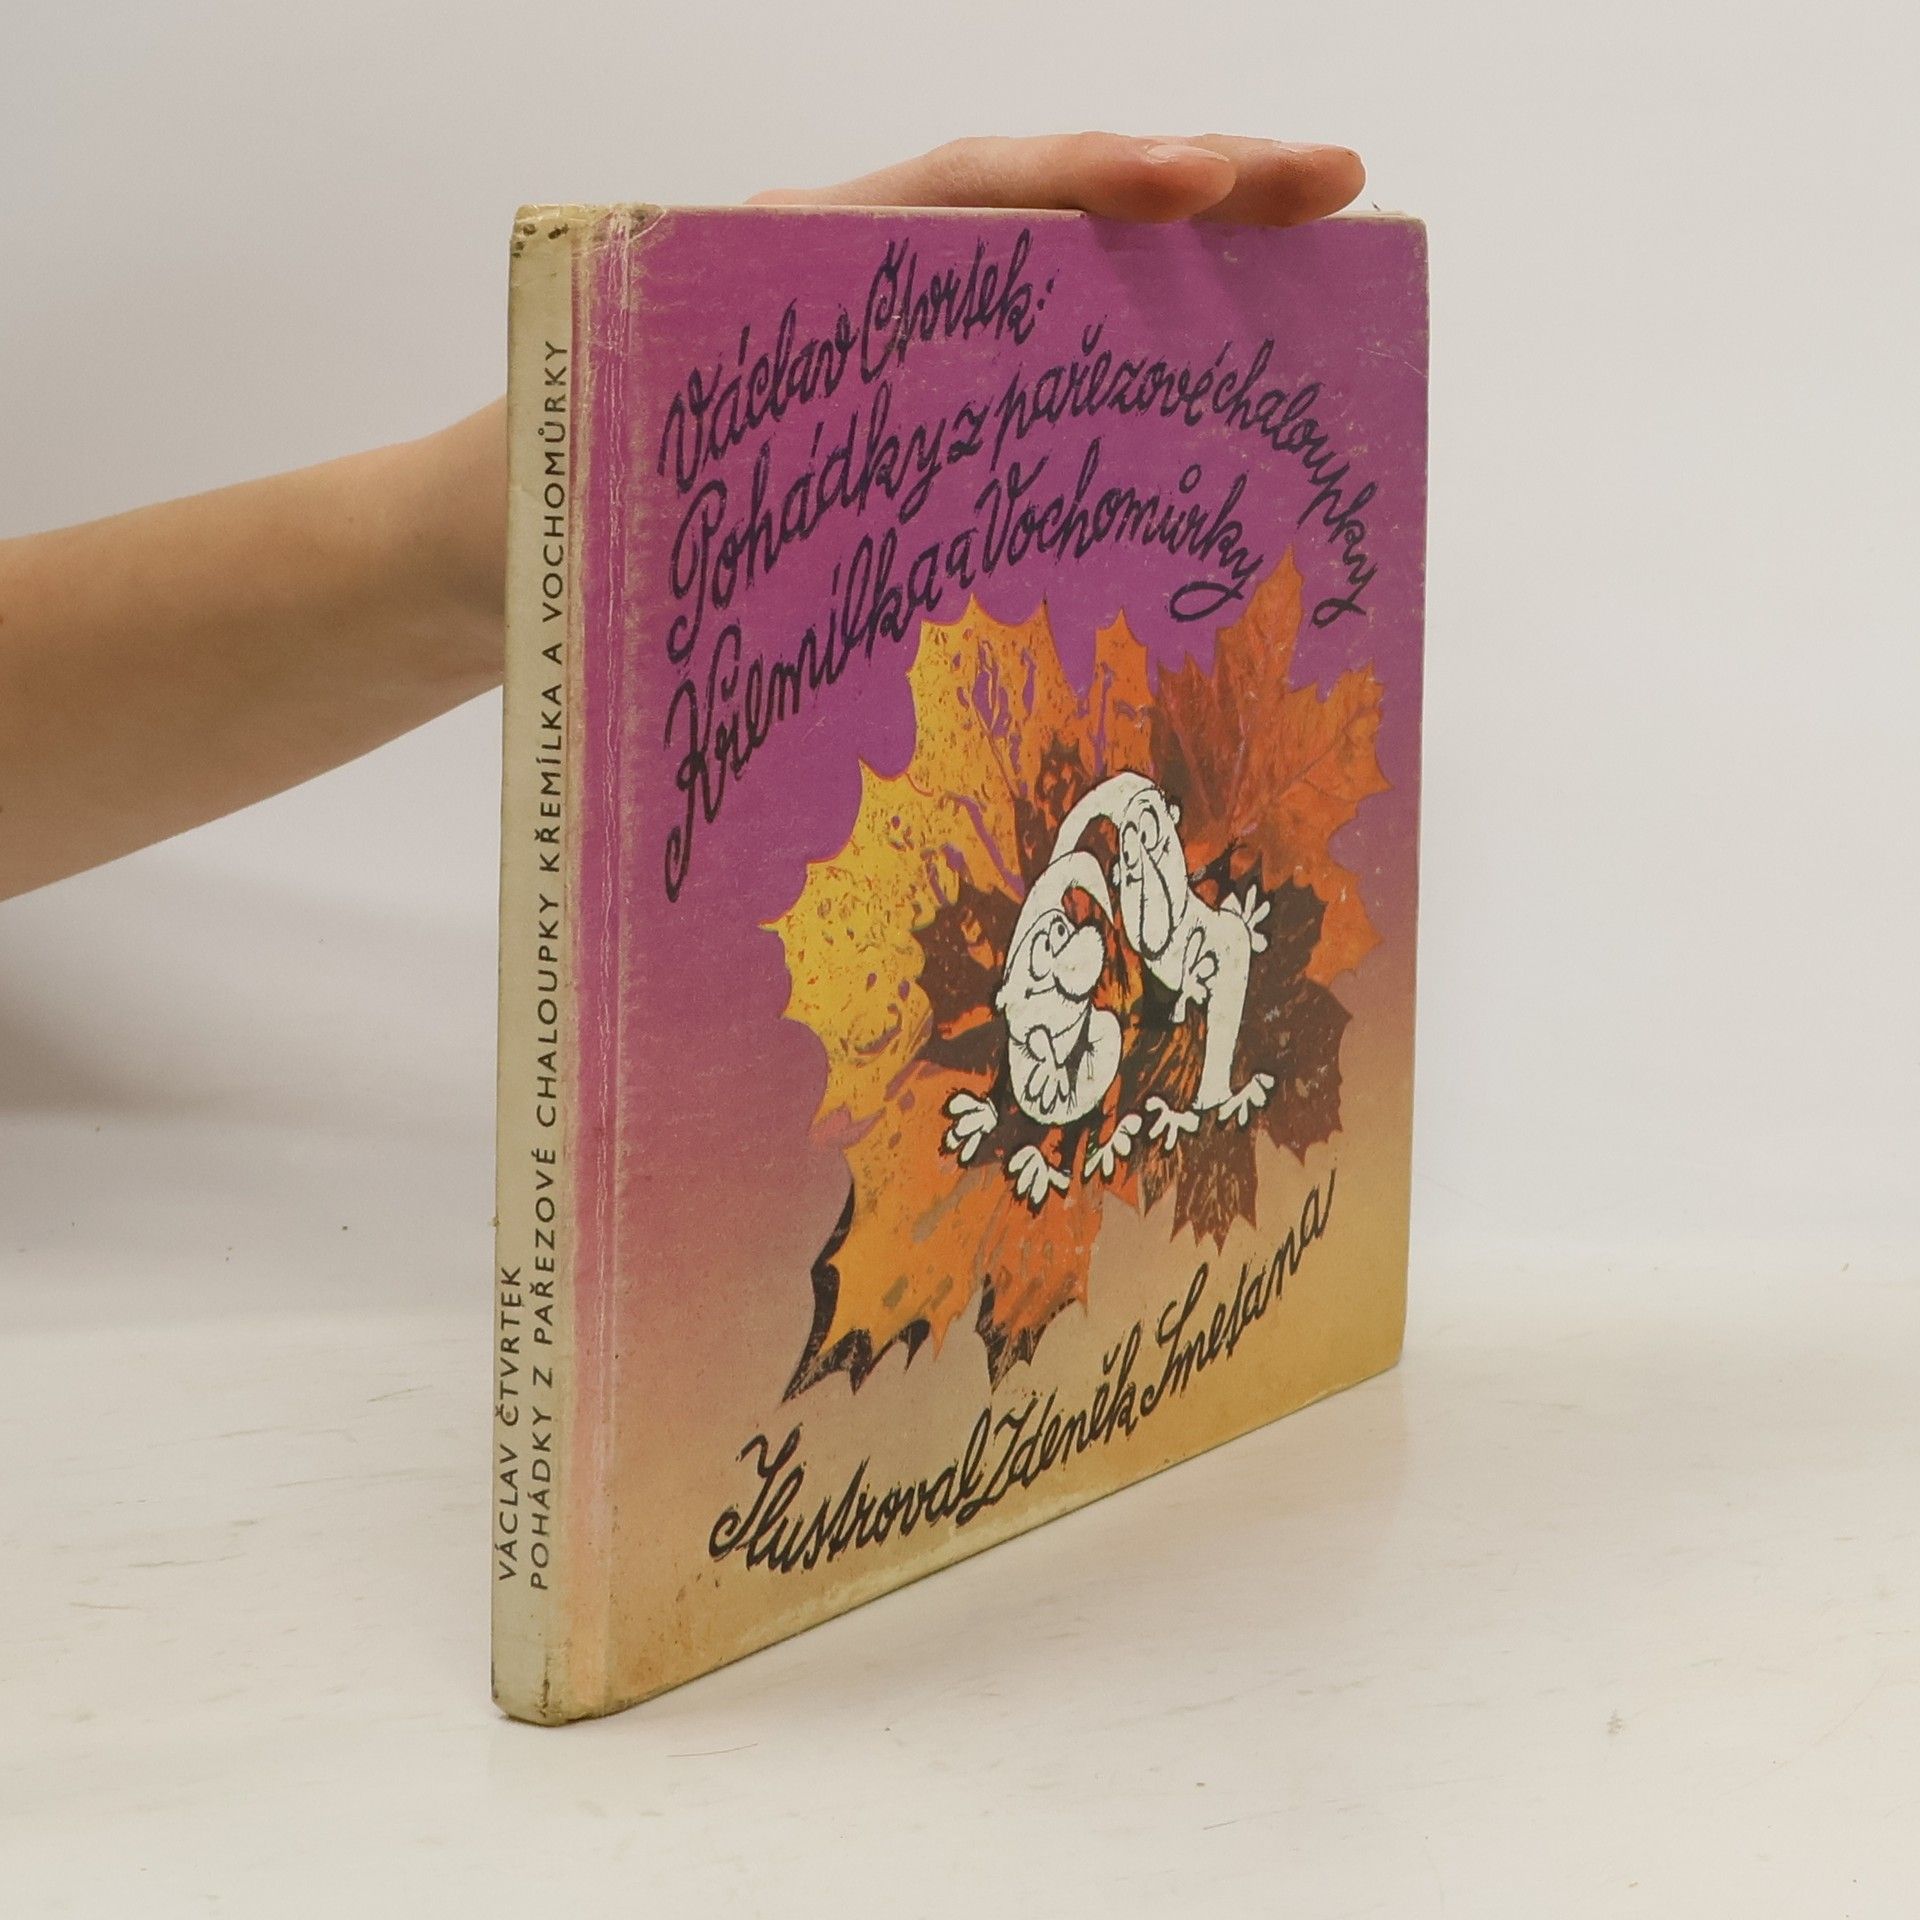 VÁCLAV ČTVRTEK
POHÁDKY Z PAŘEZOVÉ CHALOUPKY KŘEMÍLKA A VOCHOMŮRKY
Václav Čtvrtek:
Pohádky z pařezové chaloupky
Křemílka a Vochomůrky
Ilustroval Zdeněk Smetana